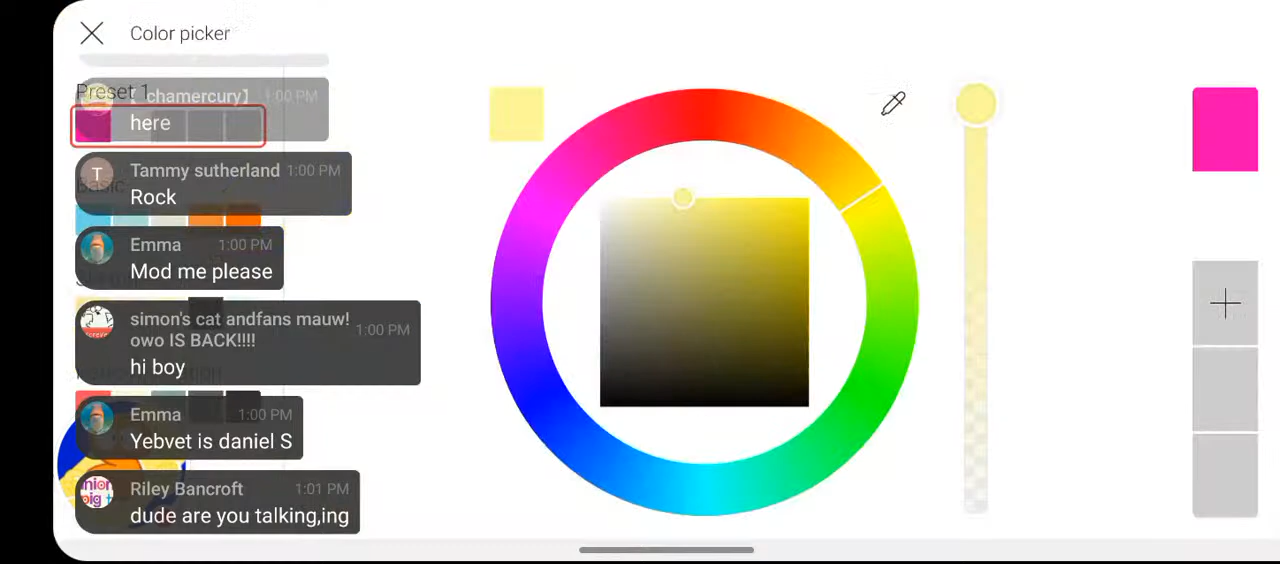 Color picker
Preset 1
【 chamercury】 1:00 PM
here
Tammy sutherland 1:00 PM
T
Rock
Basic
Emma 1:00 PM
Mod me please
simon's cat andfans mauw!
owo IS BACK!!!! 1:00 PM
hi boy
Emma 1:00 PM
Yebvet is daniel S
Riley Bancroft 1:01 PM
dude are you talking,ing